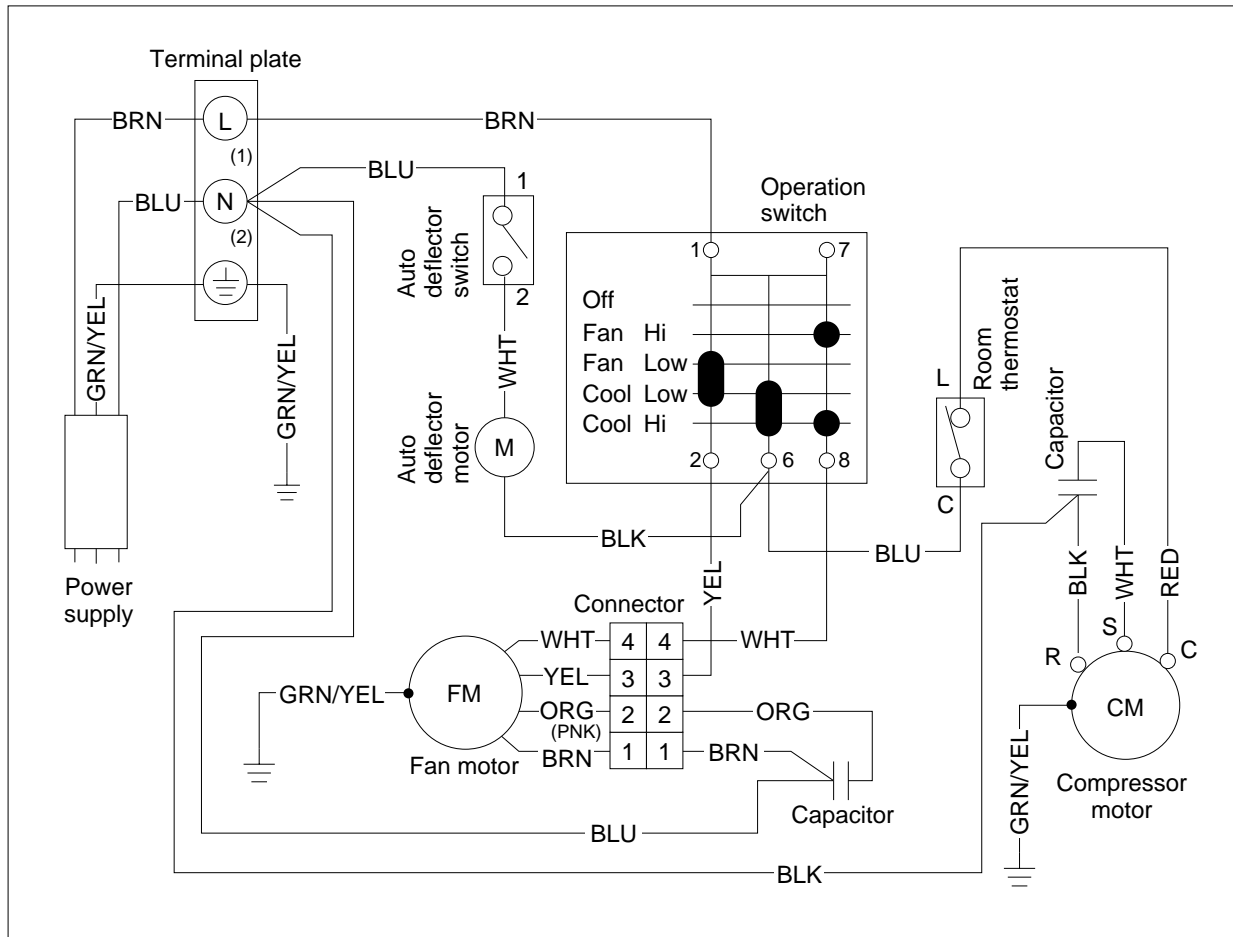 Terminal plate
BRN
L
BRN
(1)
BLU
1
BLU
N
(2)
Operation
switch
Auto
deflector
switch
2
1
7
Off
Fan Hi
Fan Low
Cool Low
Cool Hi
2
6
8
GRN/YEL
GRN/YEL
WHT
Auto
deflector
motor
M
BLK
L
Room
thermostat
C
BLU
Capacitor
BLK
WHT
RED
Power
supply
YEL
Connector
WHT
4
4
WHT
YEL
3
3
ORG
(PNK)
2
2
ORG
BRN
1
1
BRN
GRN/YEL
FM
Fan motor
Capacitor
BLU
BLK
R
S
C
CM
Compressor
motor
GRN/YEL